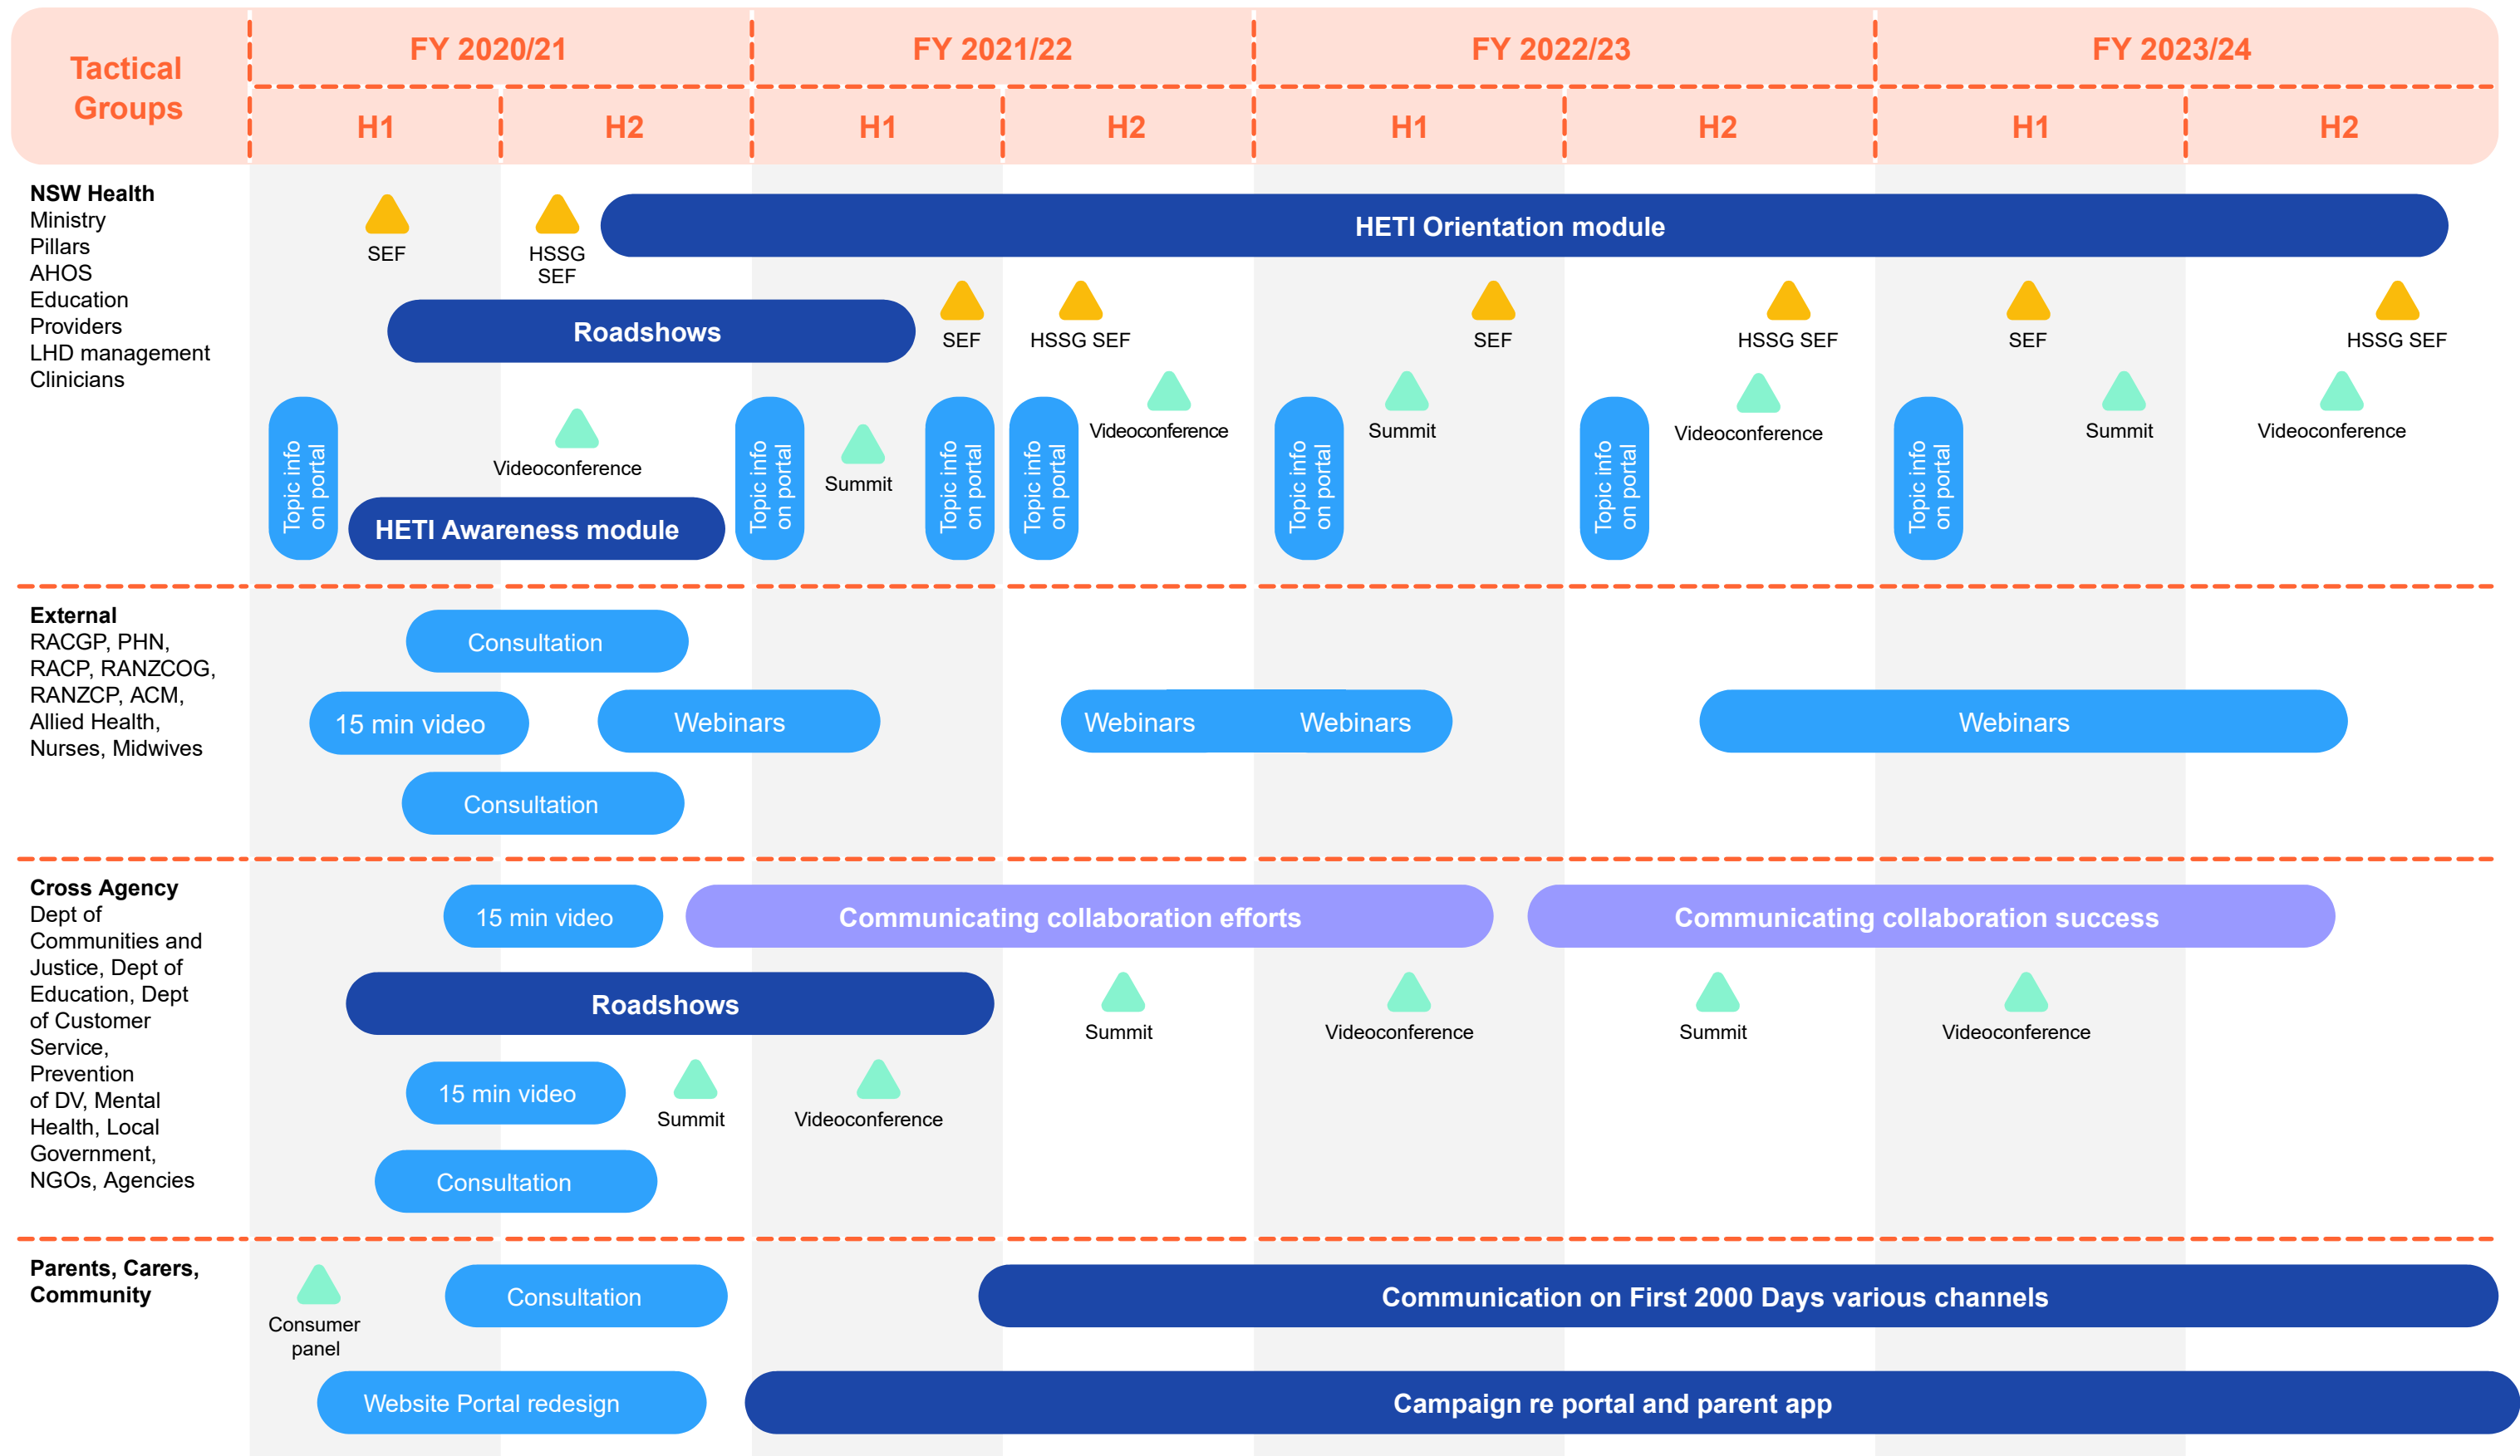 Tactical
Groups
FY 2020/21
FY 2021/22
FY 2022/23
FY 2023/24
H1
H2
H1
H2
H1
H2
H1
H2
NSW Health
Ministry
Pillars
AHOS
Education
Providers
LHD management
Clinicians
SEF
HSSG
SEF
HETI Orientation module
Roadshows
SEF
HSSG SEF
SEF
HSSG SEF
SEF
HSSG SEF
Topic info
on portal
Videoconference
HETI Awareness module
Topic info
on portal
Summit
Topic info
on portal
Topic info
on portal
Videoconference
Topic info
on portal
Summit
Topic info
on portal
Videoconference
Topic info
on portal
Summit
Videoconference
External
RACGP, PHN,
RACP, RANZCOG,
RANZCP, ACM,
Allied Health,
Nurses, Midwives
Consultation
15 min video
Webinars
Webinars
Webinars
Webinars
Consultation
Cross Agency
Dept of
Communities and
Justice, Dept of
Education, Dept
of Customer
Service,
Prevention
of DV, Mental
Health, Local
Government,
NGOs, Agencies
15 min video
Communicating collaboration efforts
Communicating collaboration success
Roadshows
Summit
Videoconference
Summit
Videoconference
15 min video
Summit
Videoconference
Consultation
Parents, Carers,
Community
Consumer
panel
Consultation
Communication on First 2000 Days various channels
Website Portal redesign
Campaign re portal and parent app